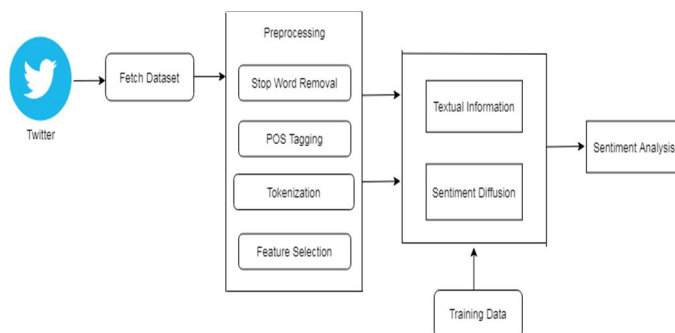 Twitter
Fetch Dataset
Preprocessing
Stop Word Removal
POS Tagging
Tokenization
Feature Selection
Textual Information
Sentiment Diffusion
Training Data
Sentiment Analysis